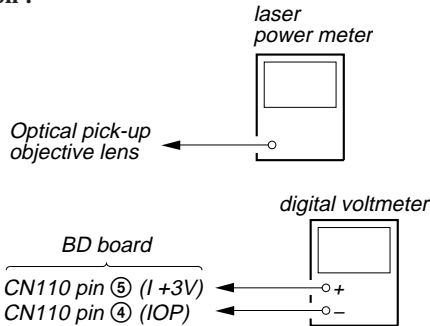 laser
power meter
Optical pick-up
objective lens
digital voltmeter
BD board
+
CN110 pin ⑤ (I +3V)
–
CN110 pin ④ (IOP)